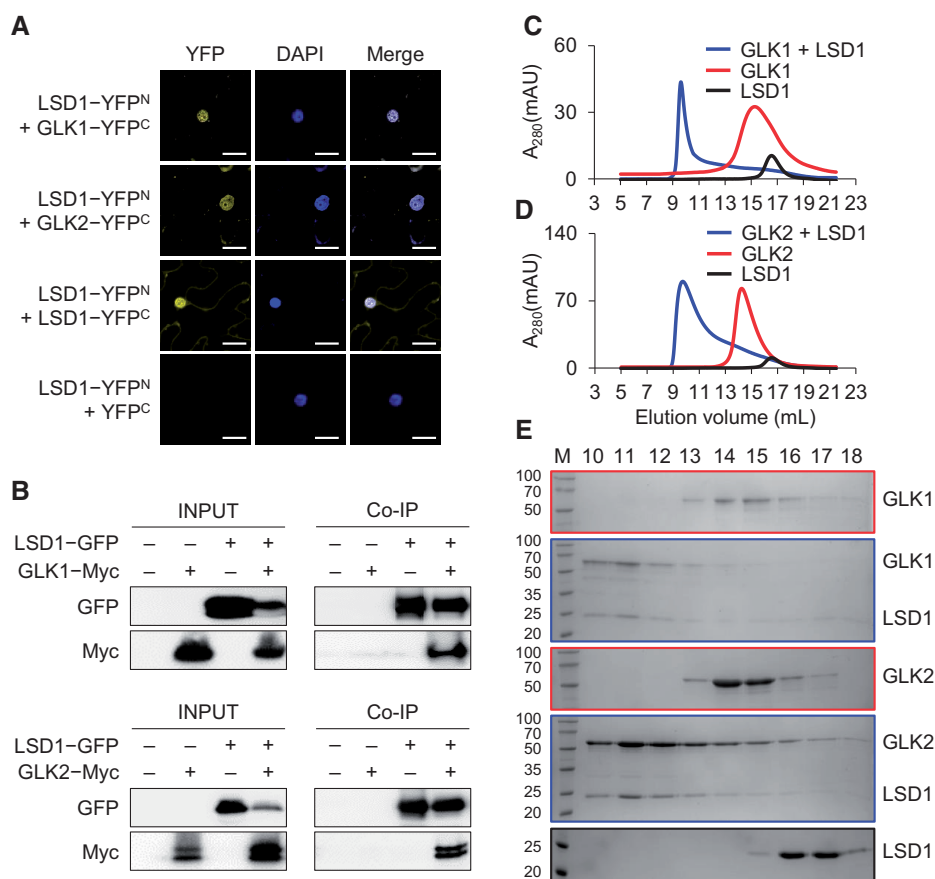 A
YFP DAPI Merge
LSD1–YFPᴺ
+ GLK1–YFPᶜ
LSD1–YFPᴺ
+ GLK2–YFPᶜ
LSD1–YFPᴺ
+ LSD1–YFPᶜ
LSD1–YFPᴺ
+ YFPᶜ
B
INPUT Co-IP
LSD1–GFP – – + + – – + +
GLK1–Myc – + – + – + – +
GFP
Myc
INPUT Co-IP
LSD1–GFP – – + + – – + +
GLK2–Myc – + – + – + – +
GFP
Myc
C
60
30
0
A₂₈₀(mAU)
GLK1 + LSD1
GLK1
LSD1
3 5 7 9 11 13 15 17 19 21 23
D
140
70
0
A₂₈₀(mAU)
GLK2 + LSD1
GLK2
LSD1
3 5 7 9 11 13 15 17 19 21 23
Elution volume (mL)
E
M 10 11 12 13 14 15 16 17 18
100
70
50
GLK1
100
70
50
35
25
20
GLK1
LSD1
100
70
50
GLK2
100
70
50
35
25
20
GLK2
LSD1
25
20
LSD1